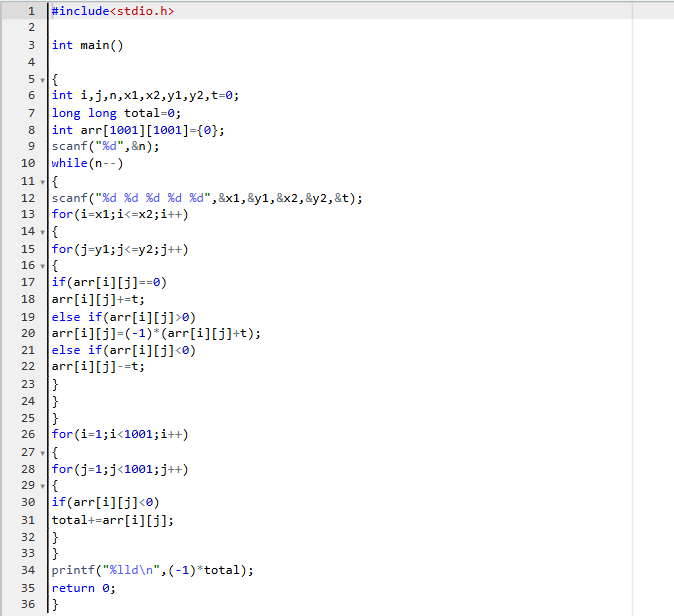 1 #include<stdio.h>
2
3 int main()
4
5 {
6 int i,j,n,x1,x2,y1,y2,t=0;
7 long long total=0;
8 int arr[1001][1001]={0};
9 scanf("%d",&n);
10 while(n--)
11 {
12 scanf("%d %d %d %d %d",&x1,&y1,&x2,&y2,&t);
13 for(i=x1;i<=x2;i++)
14 {
15 for(j=y1;j<=y2;j++)
16 {
17 if(arr[i][j]==0)
18 arr[i][j]+=t;
19 else if(arr[i][j]>0)
20 arr[i][j]=(-1)*(arr[i][j]+t);
21 else if(arr[i][j]<0)
22 arr[i][j]-=t;
23 }
24 }
25 }
26 for(i=1;i<1001;i++)
27 {
28 for(j=1;j<1001;j++)
29 {
30 if(arr[i][j]<0)
31 total+=arr[i][j];
32 }
33 }
34 printf("%lld\n",(-1)*total);
35 return 0;
36 }